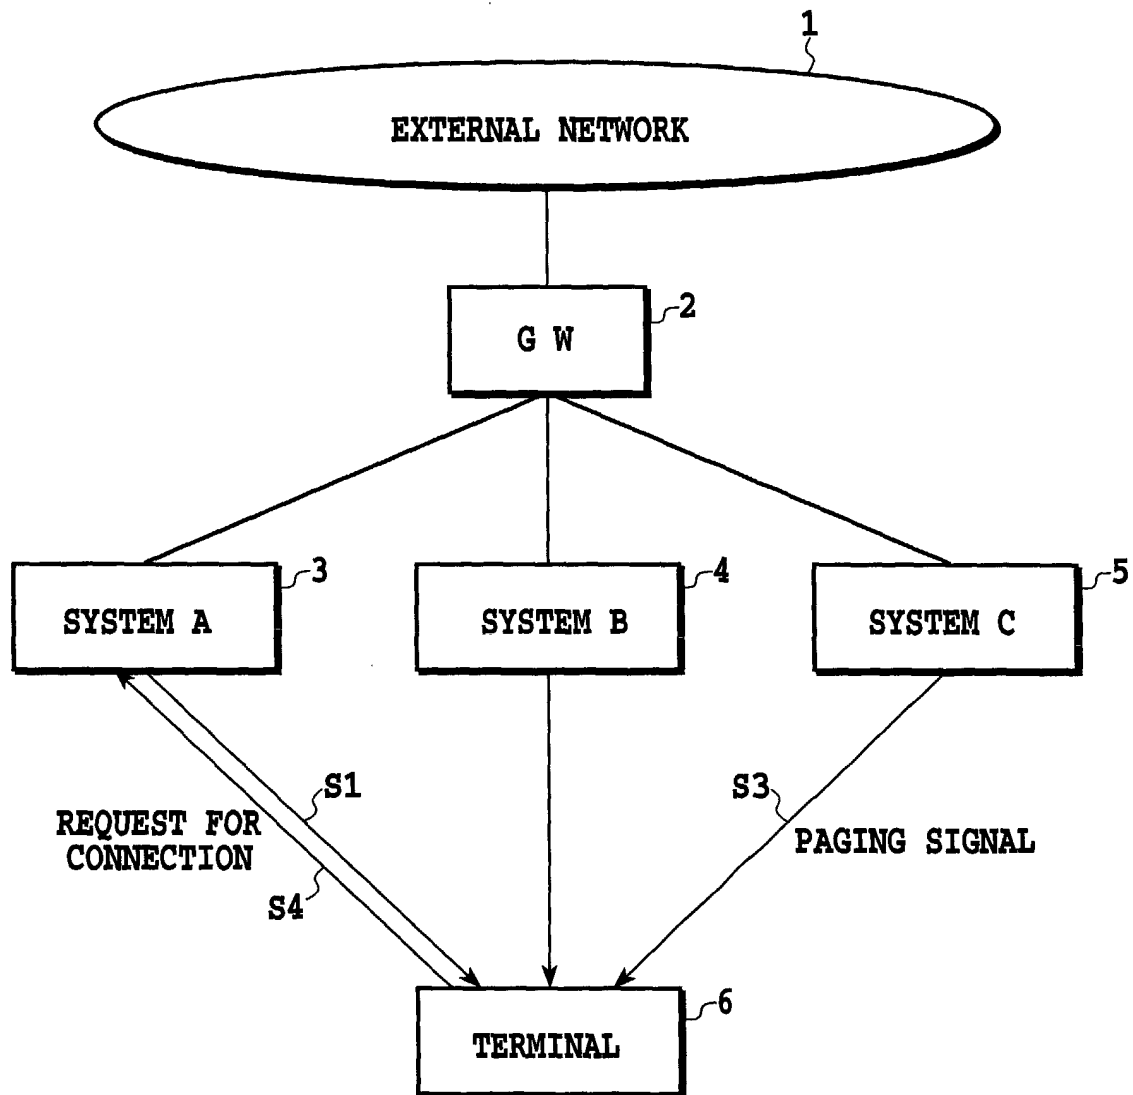 1
EXTERNAL NETWORK
2
G W
3
4
5
SYSTEM A
SYSTEM B
SYSTEM C
S1
S3
REQUEST FOR
CONNECTION
PAGING SIGNAL
S4
6
TERMINAL